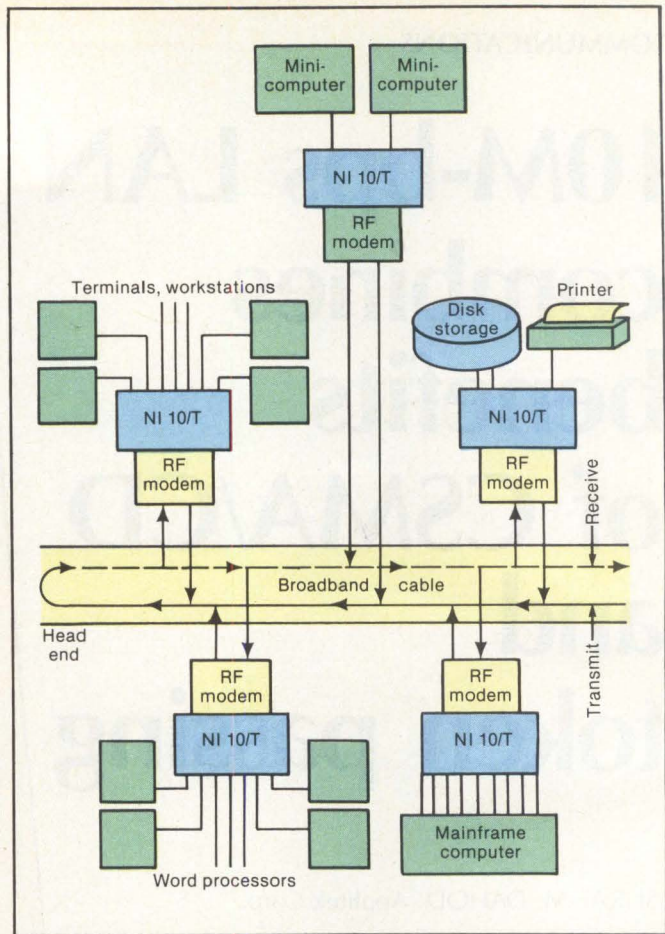 Mini-
computer
Mini-
computer
NI 10/T
RF
modem
Terminals, workstations
NI 10/T
RF
modem
Disk
storage
Printer
NI 10/T
RF
modem
Receive
Broadband cable
Head
end
Transmit
RF
modem
NI 10/T
Word processors
RF
modem
NI 10/T
Mainframe
computer